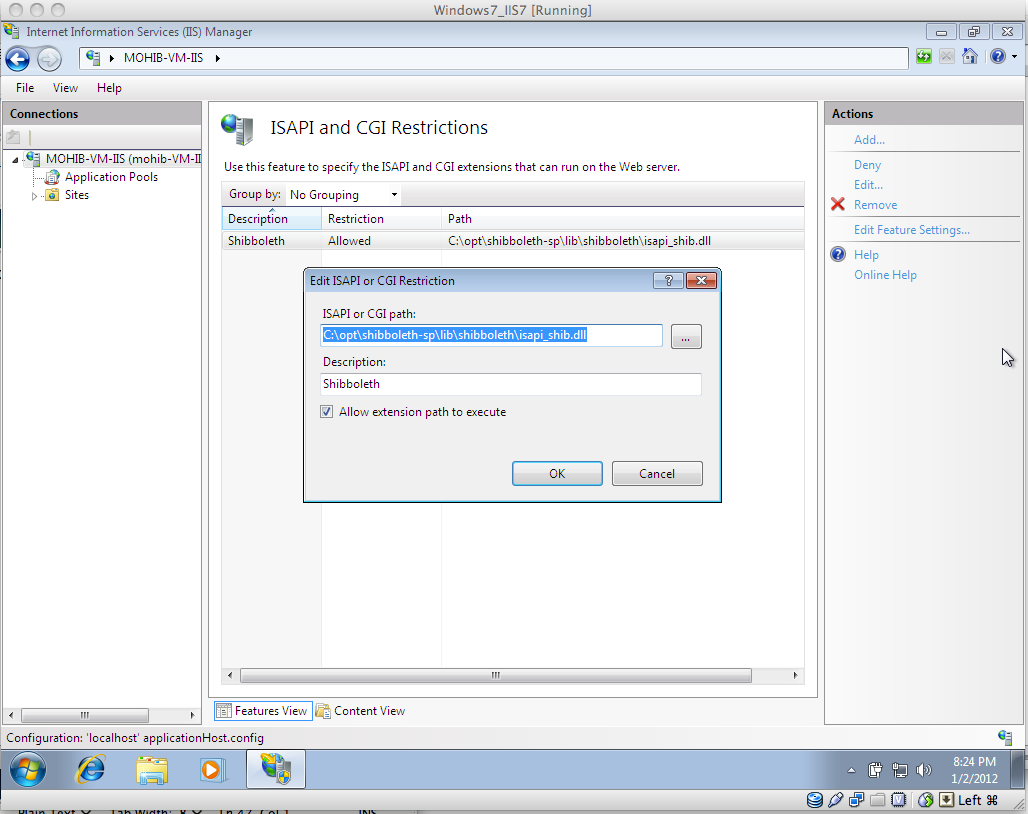 Windows7_IIS7 [Running]
Internet Information Services (IIS) Manager
MOHIB-VM-IIS
File View Help
Connections
MOHIB-VM-IIS (mohib-VM-II
Application Pools
Sites
ISAPI and CGI Restrictions
Use this feature to specify the ISAPI and CGI extensions that can run on the Web server.
Group by: No Grouping
Description Restriction Path
Shibboleth Allowed C:\opt\shibboleth-sp\lib\shibboleth\isapi_shib.dll
Edit ISAPI or CGI Restriction
?
ISAPI or CGI path:
C:\opt\shibboleth-sp\lib\shibboleth\isapi_shib.dll
...
Description:
Shibboleth
Allow extension path to execute
OK Cancel
Features View Content View
Actions
Add...
Deny
Edit...
Remove
Edit Feature Settings...
Help
Online Help
Configuration: 'localhost' applicationHost.config
8:24 PM
1/2/2012
Left ⌘